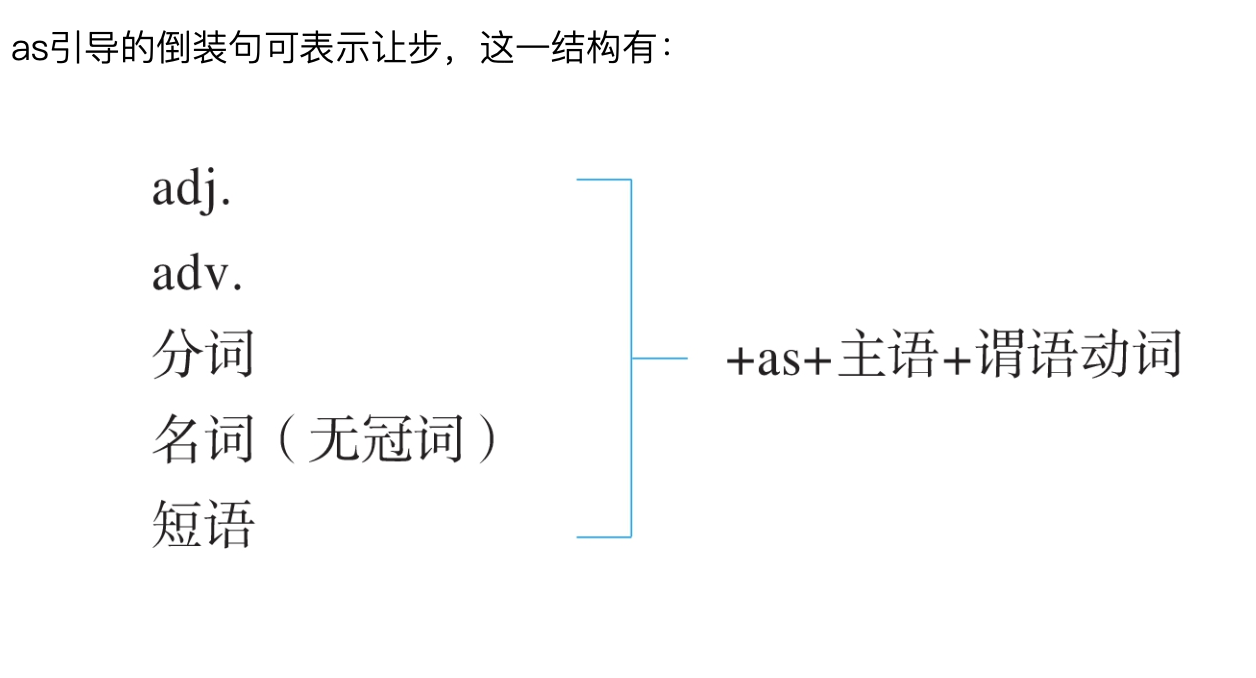 as引导的倒装句可表示让步，这一结构有：
adj.
adv.
分词
+as+主语+谓语动词
名词（无冠词）
短语